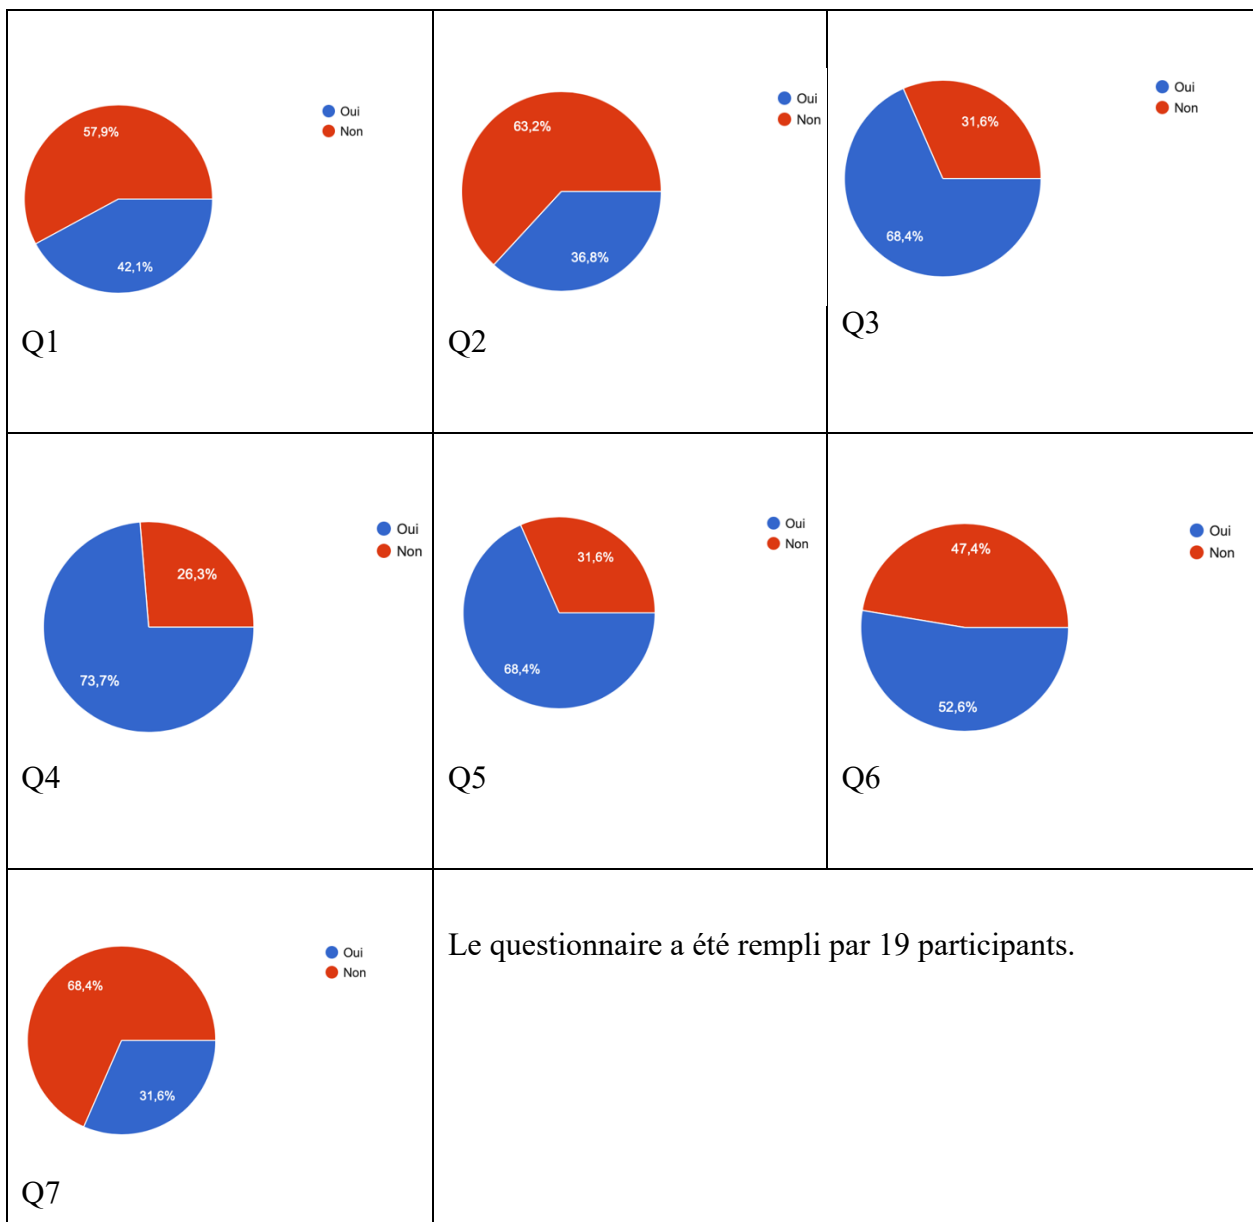 Oui
Non
57,9%
42,1%
Q1
Oui
Non
63,2%
36,8%
Q2
Oui
Non
31,6%
68,4%
Q3
Oui
Non
26,3%
73,7%
Q4
Oui
Non
31,6%
68,4%
Q5
Oui
Non
47,4%
52,6%
Q6
Oui
Non
68,4%
31,6%
Q7
Le questionnaire a été rempli par 19 participants.